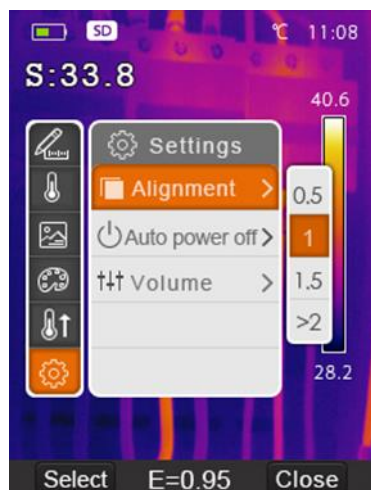 SD ℃ 11:08
S:33.8
40.6
Settings
Alignment > 0.5
Auto power off > 1
Volume > 1.5
>2
28.2
Select E=0.95 Close